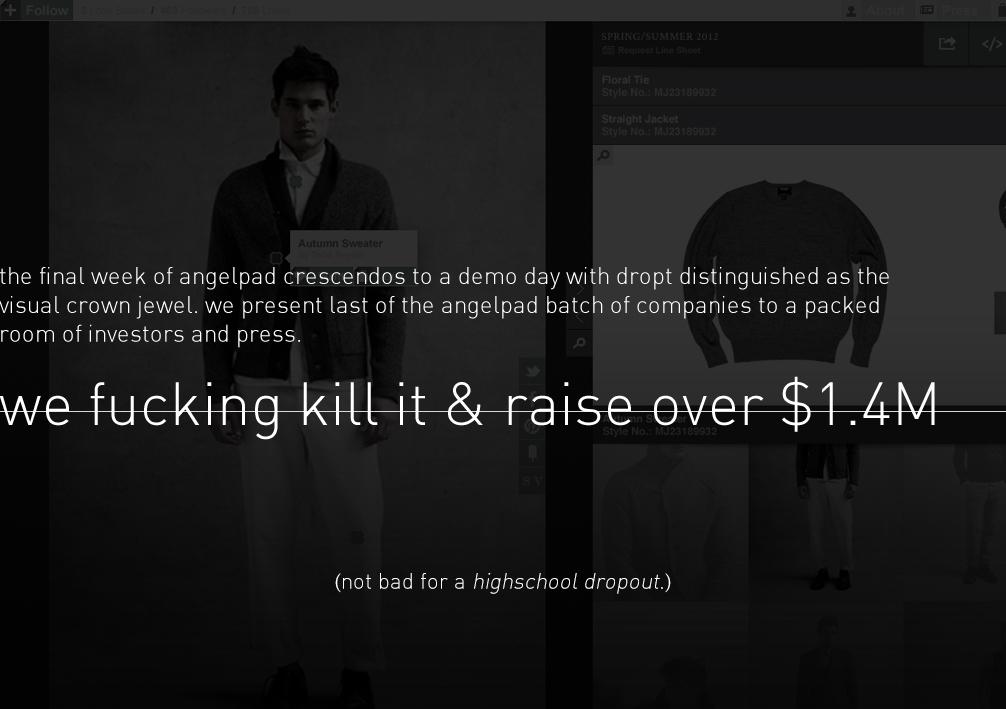 Follow
About Press
SPRING/SUMMER 2012
Request Line Sheet
Floral Tie
Style No.: MJ23189932
Straight Jacket
Style No.: MJ23189932
Autumn Sweater
the final week of angelpad crescendos to a demo day with dropt distinguished as the
visual crown jewel. we present last of the angelpad batch of companies to a packed
room of investors and press.
we fucking kill it & raise over $1.4M
Autumn Sweater
Style No.: MJ23189932
S V
(not bad for a highschool dropout.)